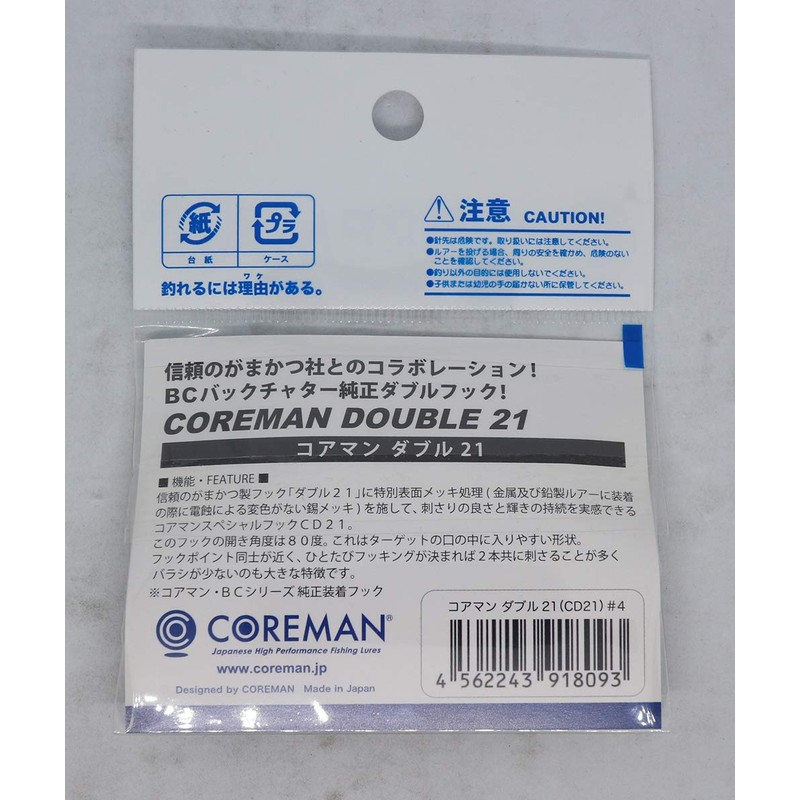 紙
プラ
台紙
ケース
釣れるには理由がある。
ワケ
注意 CAUTION!
●針先は危険です。取り扱いには注意してください。
●ルアーを投げる場合、周りの安全を確かめ、危険のない
ことを確認してください。
●釣り以外の目的には使用しないでください。
●子供または幼児の手の届かない所に保管してください。
信頼のがまかつ社とのコラボレーション!
BCバックチャター純正ダブルフック!
COREMAN DOUBLE 21
コアマン ダブル 21
■ 機能・FEATURE ■
信頼のがまかつ製フック「ダブル21」に特別表面メッキ処理(金属及び鉛製ルアーに装着
の際に電蝕による変色がない錫メッキ)を施して、刺さりの良さと輝きの持続を実感できる
コアマンスペシャルフックCD21。
このフックの開き角度は80度。これはターゲットの口の中に入りやすい形状。
フックポイント同士が近く、ひとたびフッキングが決まれば2本共に刺さることが多く
バラシが少ないのも大きな特徴です。
※コアマン・BCシリーズ 純正装着フック
COREMAN®
Japanese High Performance Fishing Lures
www.coreman.jp
Designed by COREMAN Made in Japan
コアマン ダブル 21(CD21) #4
4 562243 918093